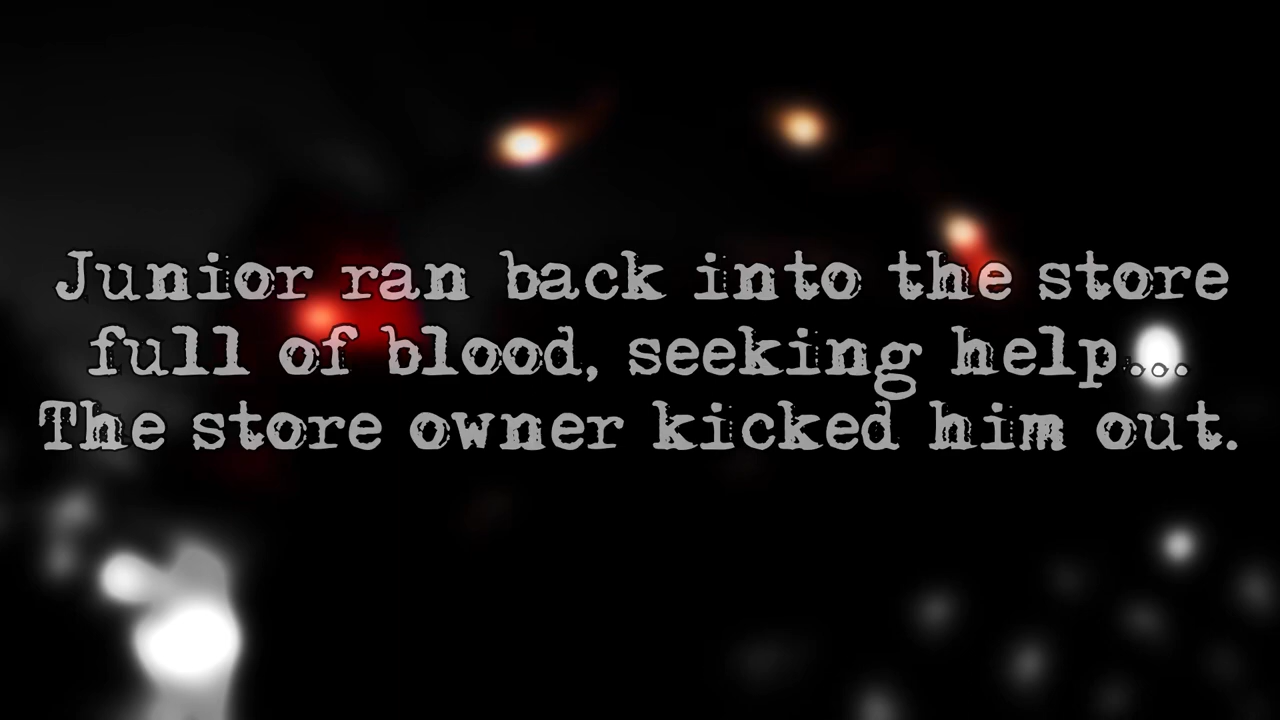 Junior ran back into the store
full of blood, seeking help...
The store owner kicked him out.